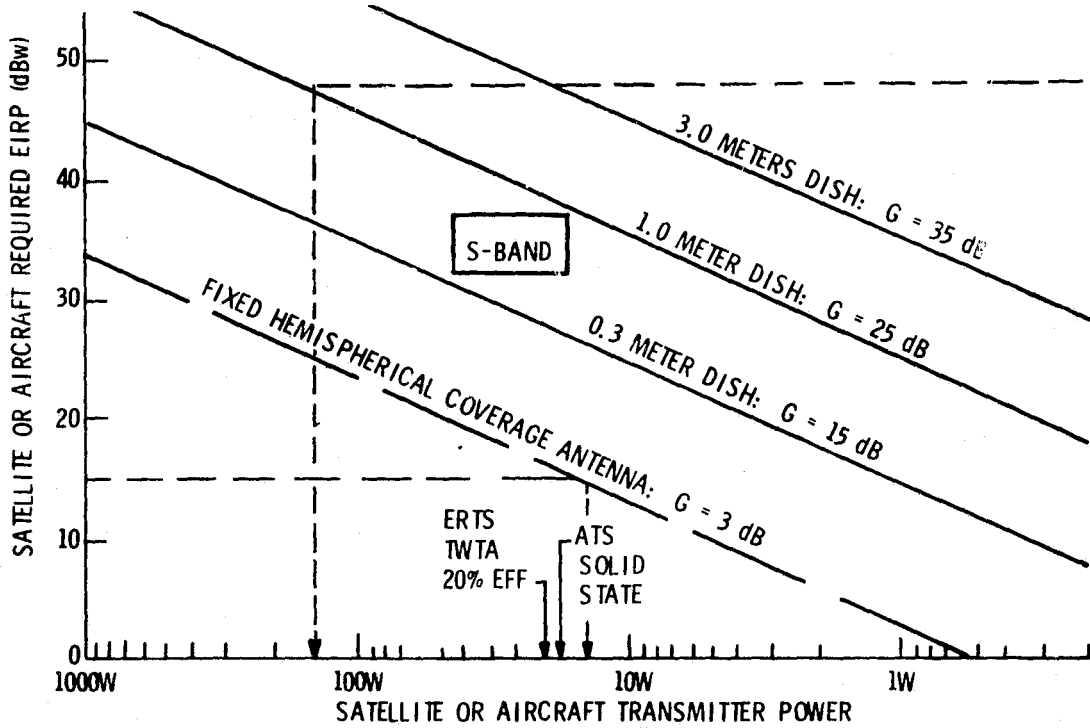 SATELLITE OR AIRCRAFT REQUIRED EIRP (dBw)
50
40
30
20
10
0
3.0 METERS DISH: G = 35 dB
1.0 METER DISH: G = 25 dB
S-BAND
0.3 METER DISH: G = 15 dB
FIXED HEMISPHERICAL COVERAGE ANTENNA: G = 3 dB
ERTS
TWTA
20% EFF
ATS
SOLID
STATE
1000W
100W
10W
1W
SATELLITE OR AIRCRAFT TRANSMITTER POWER